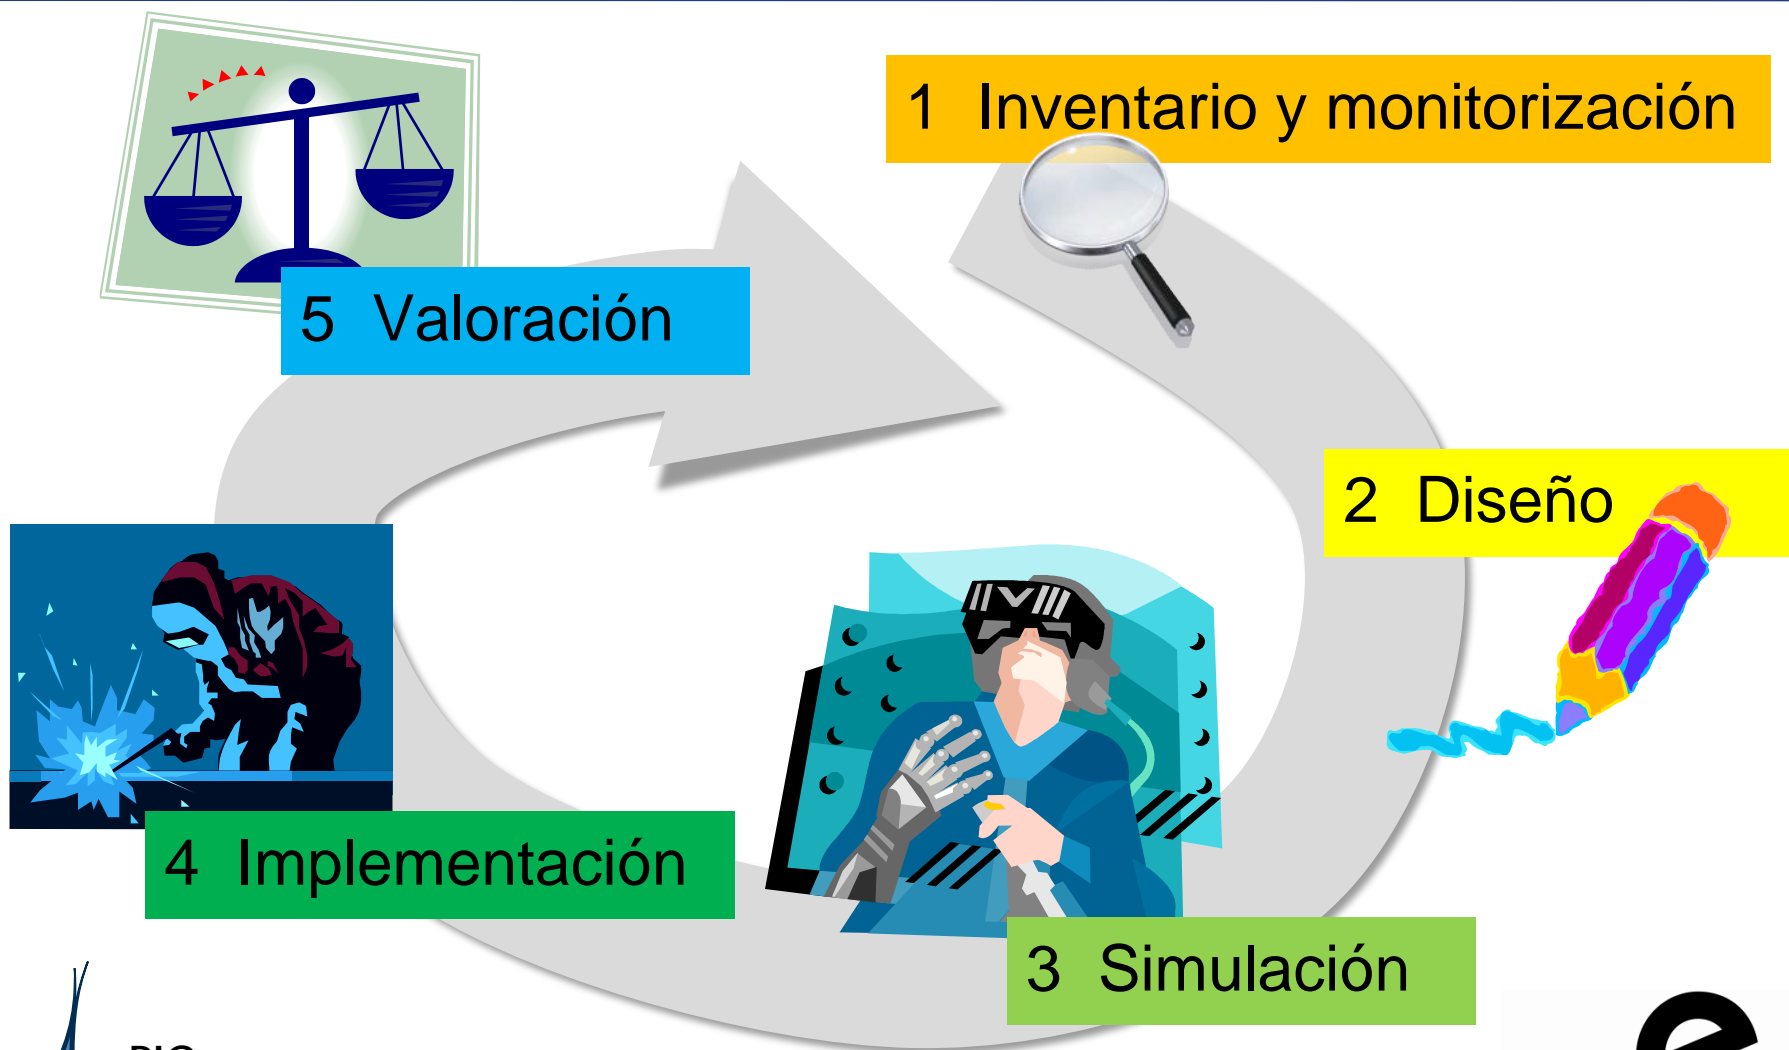 1 Inventario y monitorización
2 Diseño
3 Simulación
4 Implementación
5 Valoración
e